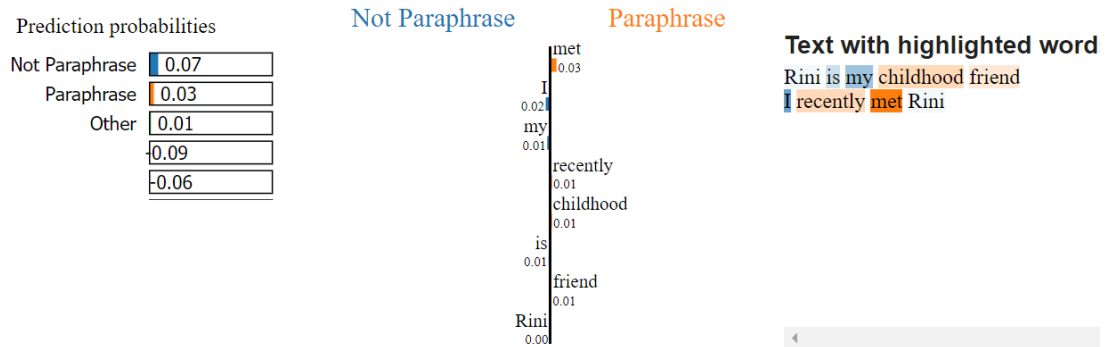 Prediction probabilities
Not Paraphrase 0.07
Paraphrase 0.03
Other 0.01
-0.09
-0.06
Not Paraphrase Paraphrase
met
0.03
I
0.02
my
0.01
recently
0.01
childhood
0.01
is
0.01
friend
0.01
Rini
0.00
Text with highlighted word
Rini is my childhood friend
I recently met Rini